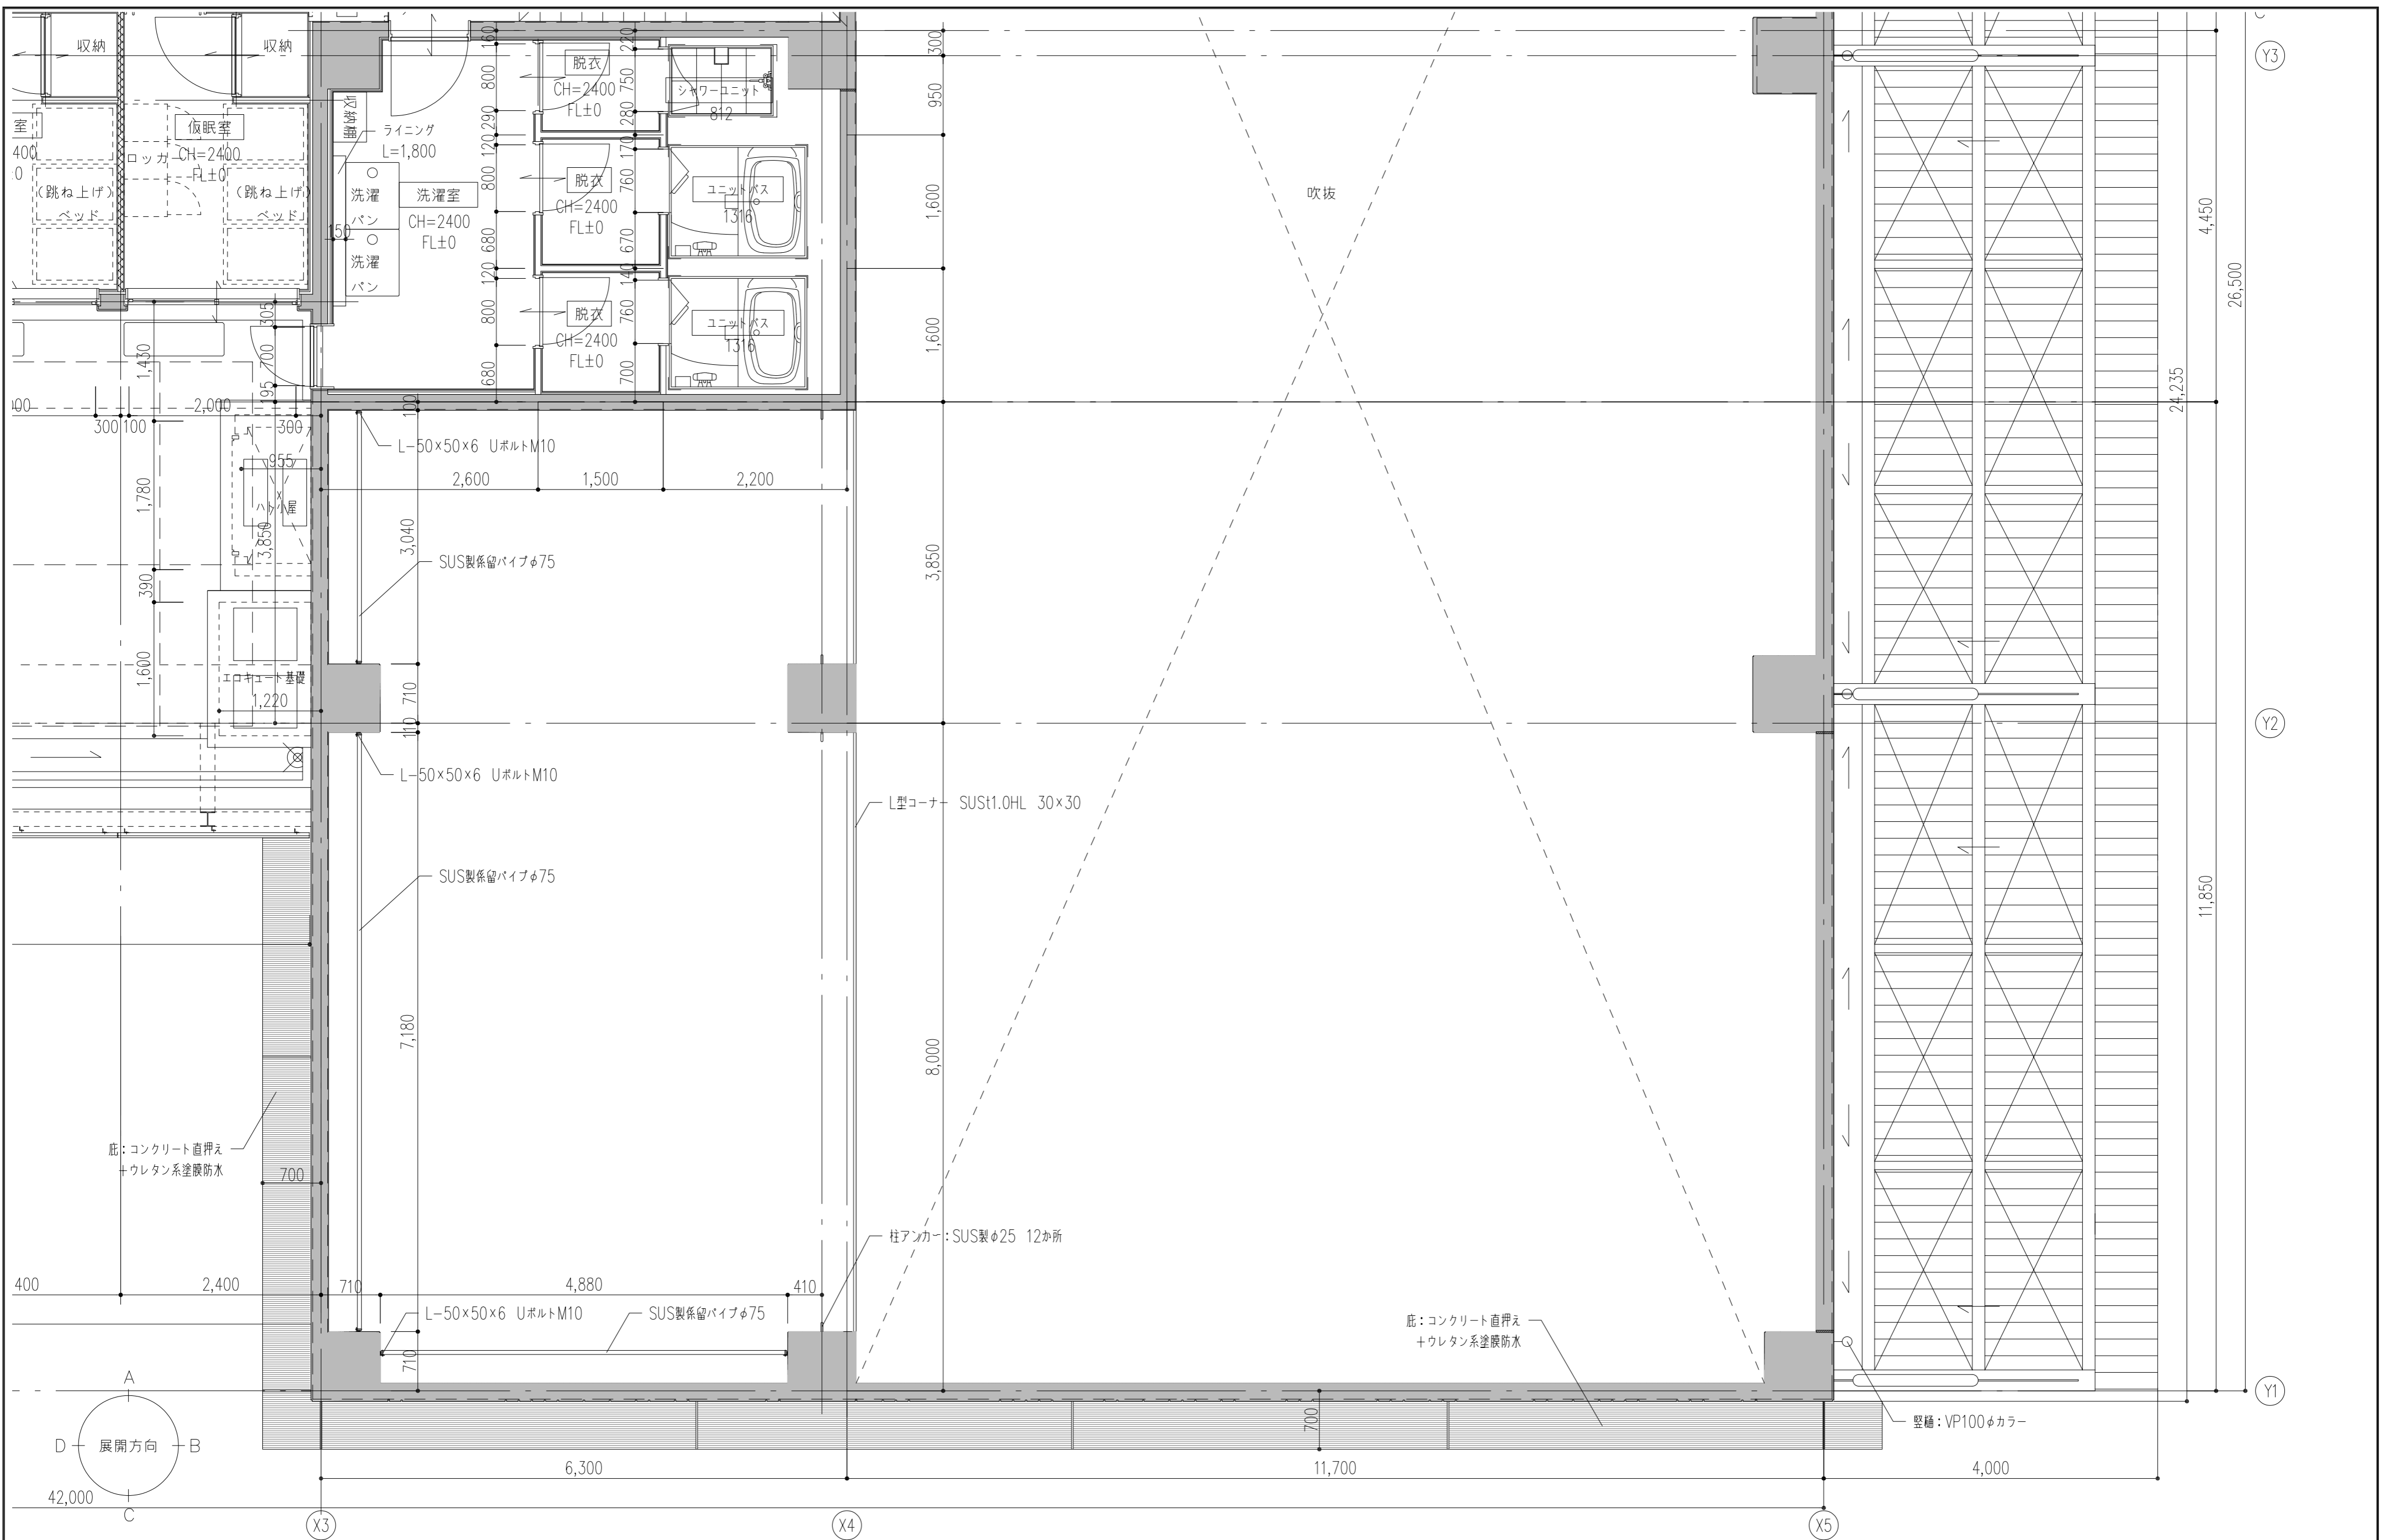 収納
収納
160
220
300
Y3
脱衣
CH=2400
FL±0
800
750
シャワーユニット
812
950
290
280
収納棚
ライニング
L=1,800
室
仮眠室
CH=2400
FL±0
ロッカー
400
(跳ね上げ)
ベッド
(跳ね上げ)
ベッド
120
170
洗濯
パン
洗濯室
CH=2400
FL±0
150
洗濯
パン
800
760
脱衣
CH=2400
FL±0
ユニットバス
1316
1,600
吹抜
4,450
680
670
120
140
26,500
305
800
760
脱衣
CH=2400
FL±0
ユニットバス
1316
1,600
1,430
700
195
680
700
24,235
2,000
300
100
300
100
L-50×50×6 UボルトM10
955
2,600
1,500
2,200
1,780
ハト小屋
3,850
3,040
SUS製係留パイプφ75
3,850
390
1,600
エコキュート基礎
1,220
710
110
Y2
L-50×50×6 UボルトM10
L型コーナー SUSt1.0HL 30×30
SUS製係留パイプφ75
11,850
7,180
8,000
庇：コンクリート直押え
＋ウレタン系塗膜防水
700
柱アンカー：SUS製φ25 12か所
400
2,400
710
4,880
410
L-50×50×6 UボルトM10
SUS製係留パイプφ75
庇：コンクリート直押え
＋ウレタン系塗膜防水
710
A
D
展開方向
B
C
Y1
700
竪樋：VP100φカラー
6,300
11,700
4,000
42,000
X3
X4
X5